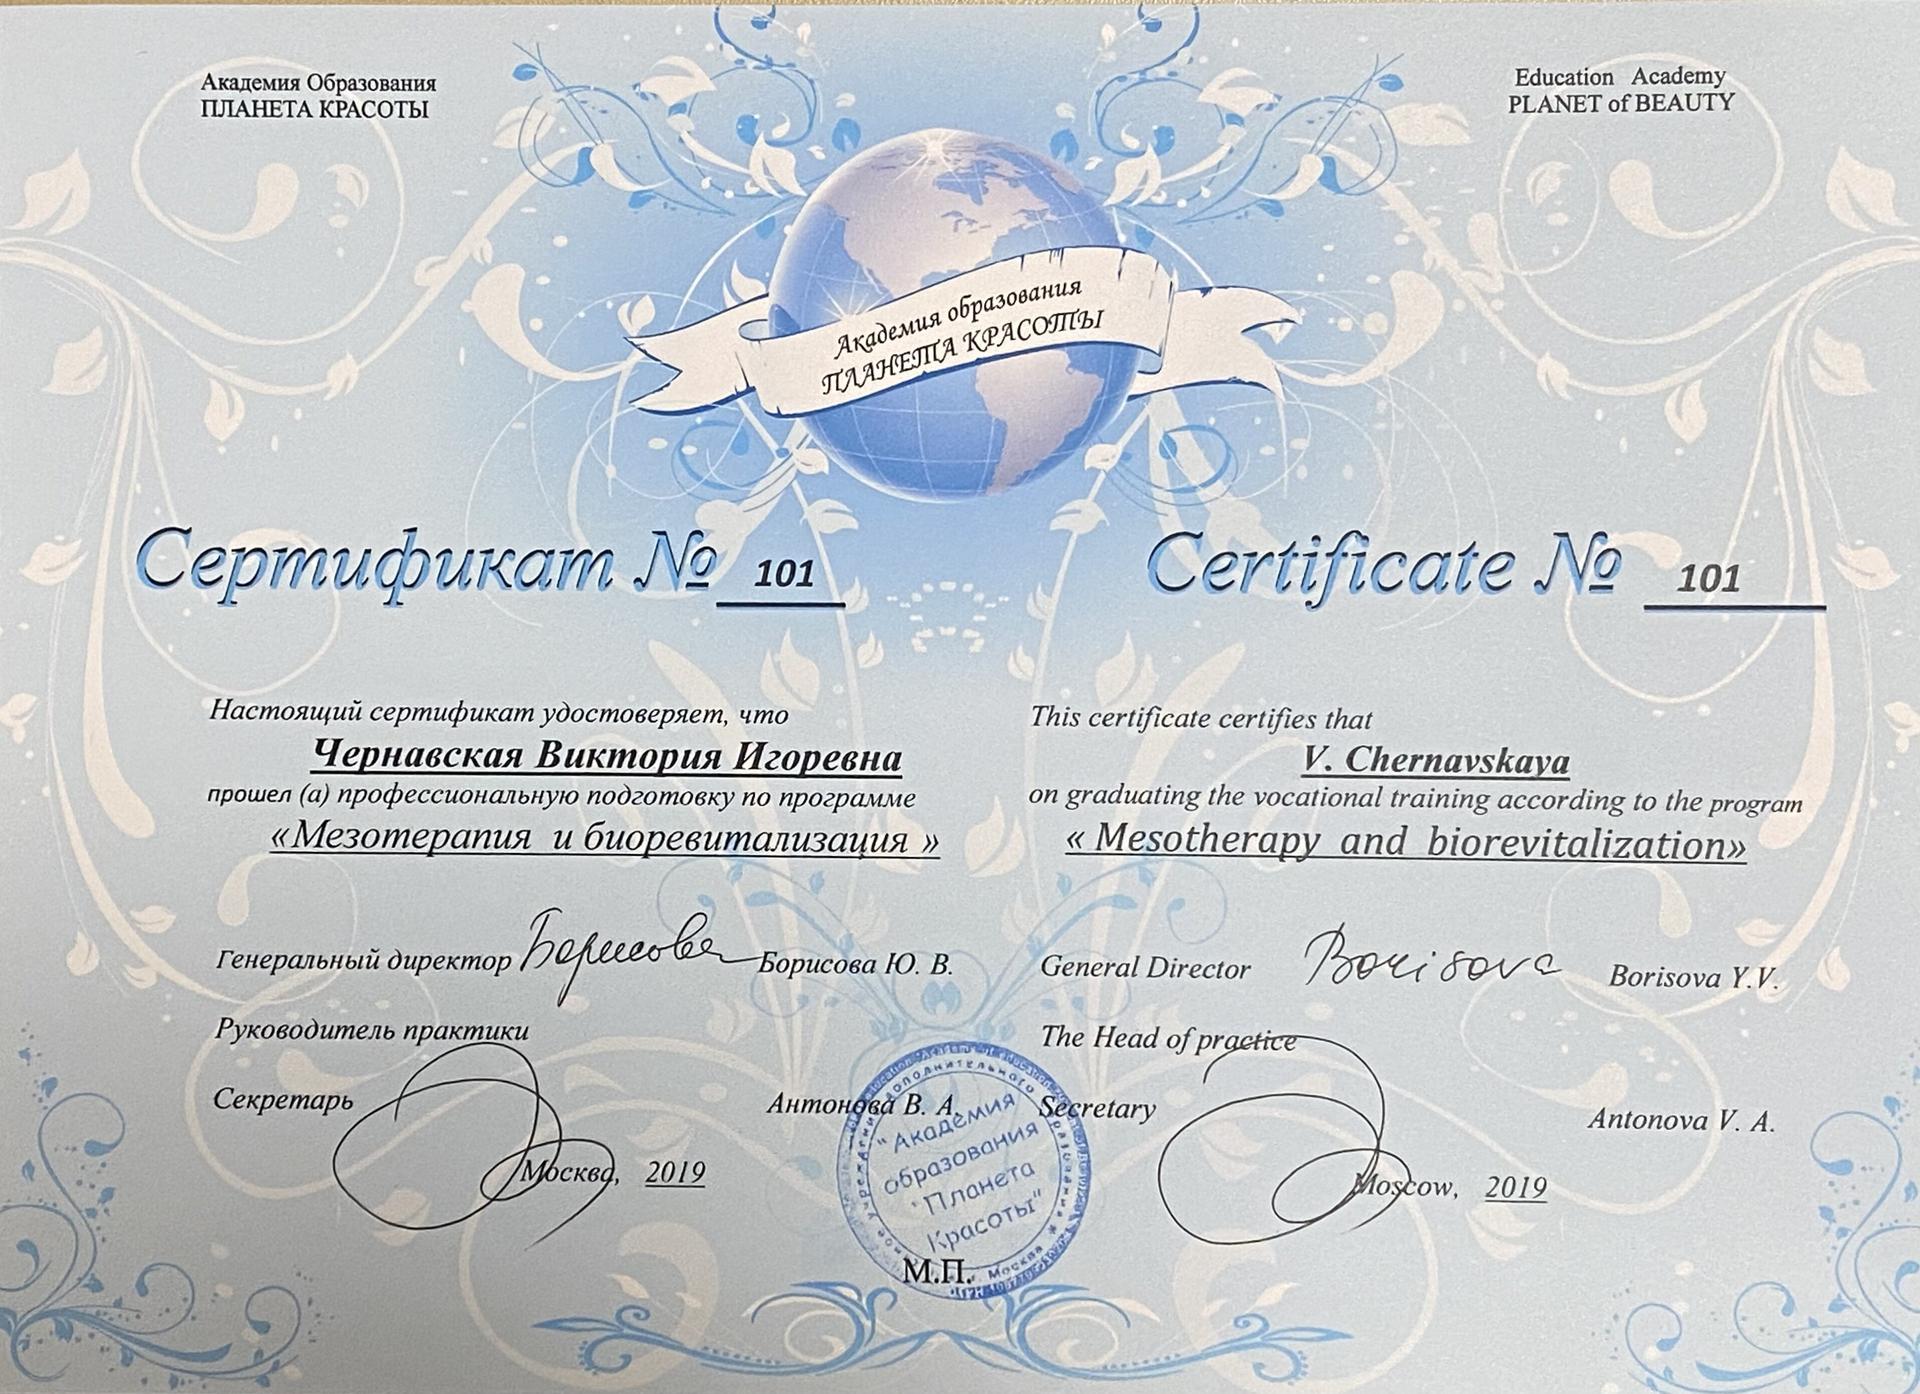 Академия Образования
ПЛАНЕТА КРАСОТЫ
Education Academy
PLANET of BEAUTY
Академия образования
ПЛАНЕТА КРАСОТЫ
Сертификат № 101
Certificate № 101
Настоящий сертификат удостоверяет, что
Чернавская Виктория Игоревна
прошел (а) профессиональную подготовку по программе
«Мезотерапия и биоревитализация »
This certificate certifies that
V. Chernavskaya
on graduating the vocational training according to the program
« Mesotherapy and biorevitalization»
Генеральный директор Борисова Борисова Ю. В.
Руководитель практики
Секретарь Антонова В. А.
Москва, 2019
General Director Borisova Borisova Y.V.
The Head of practice
Secretary Antonova V. A.
Moscow, 2019
"Академия
образования
"Планета
Красоты"
дополнительного
Москва
М.П.